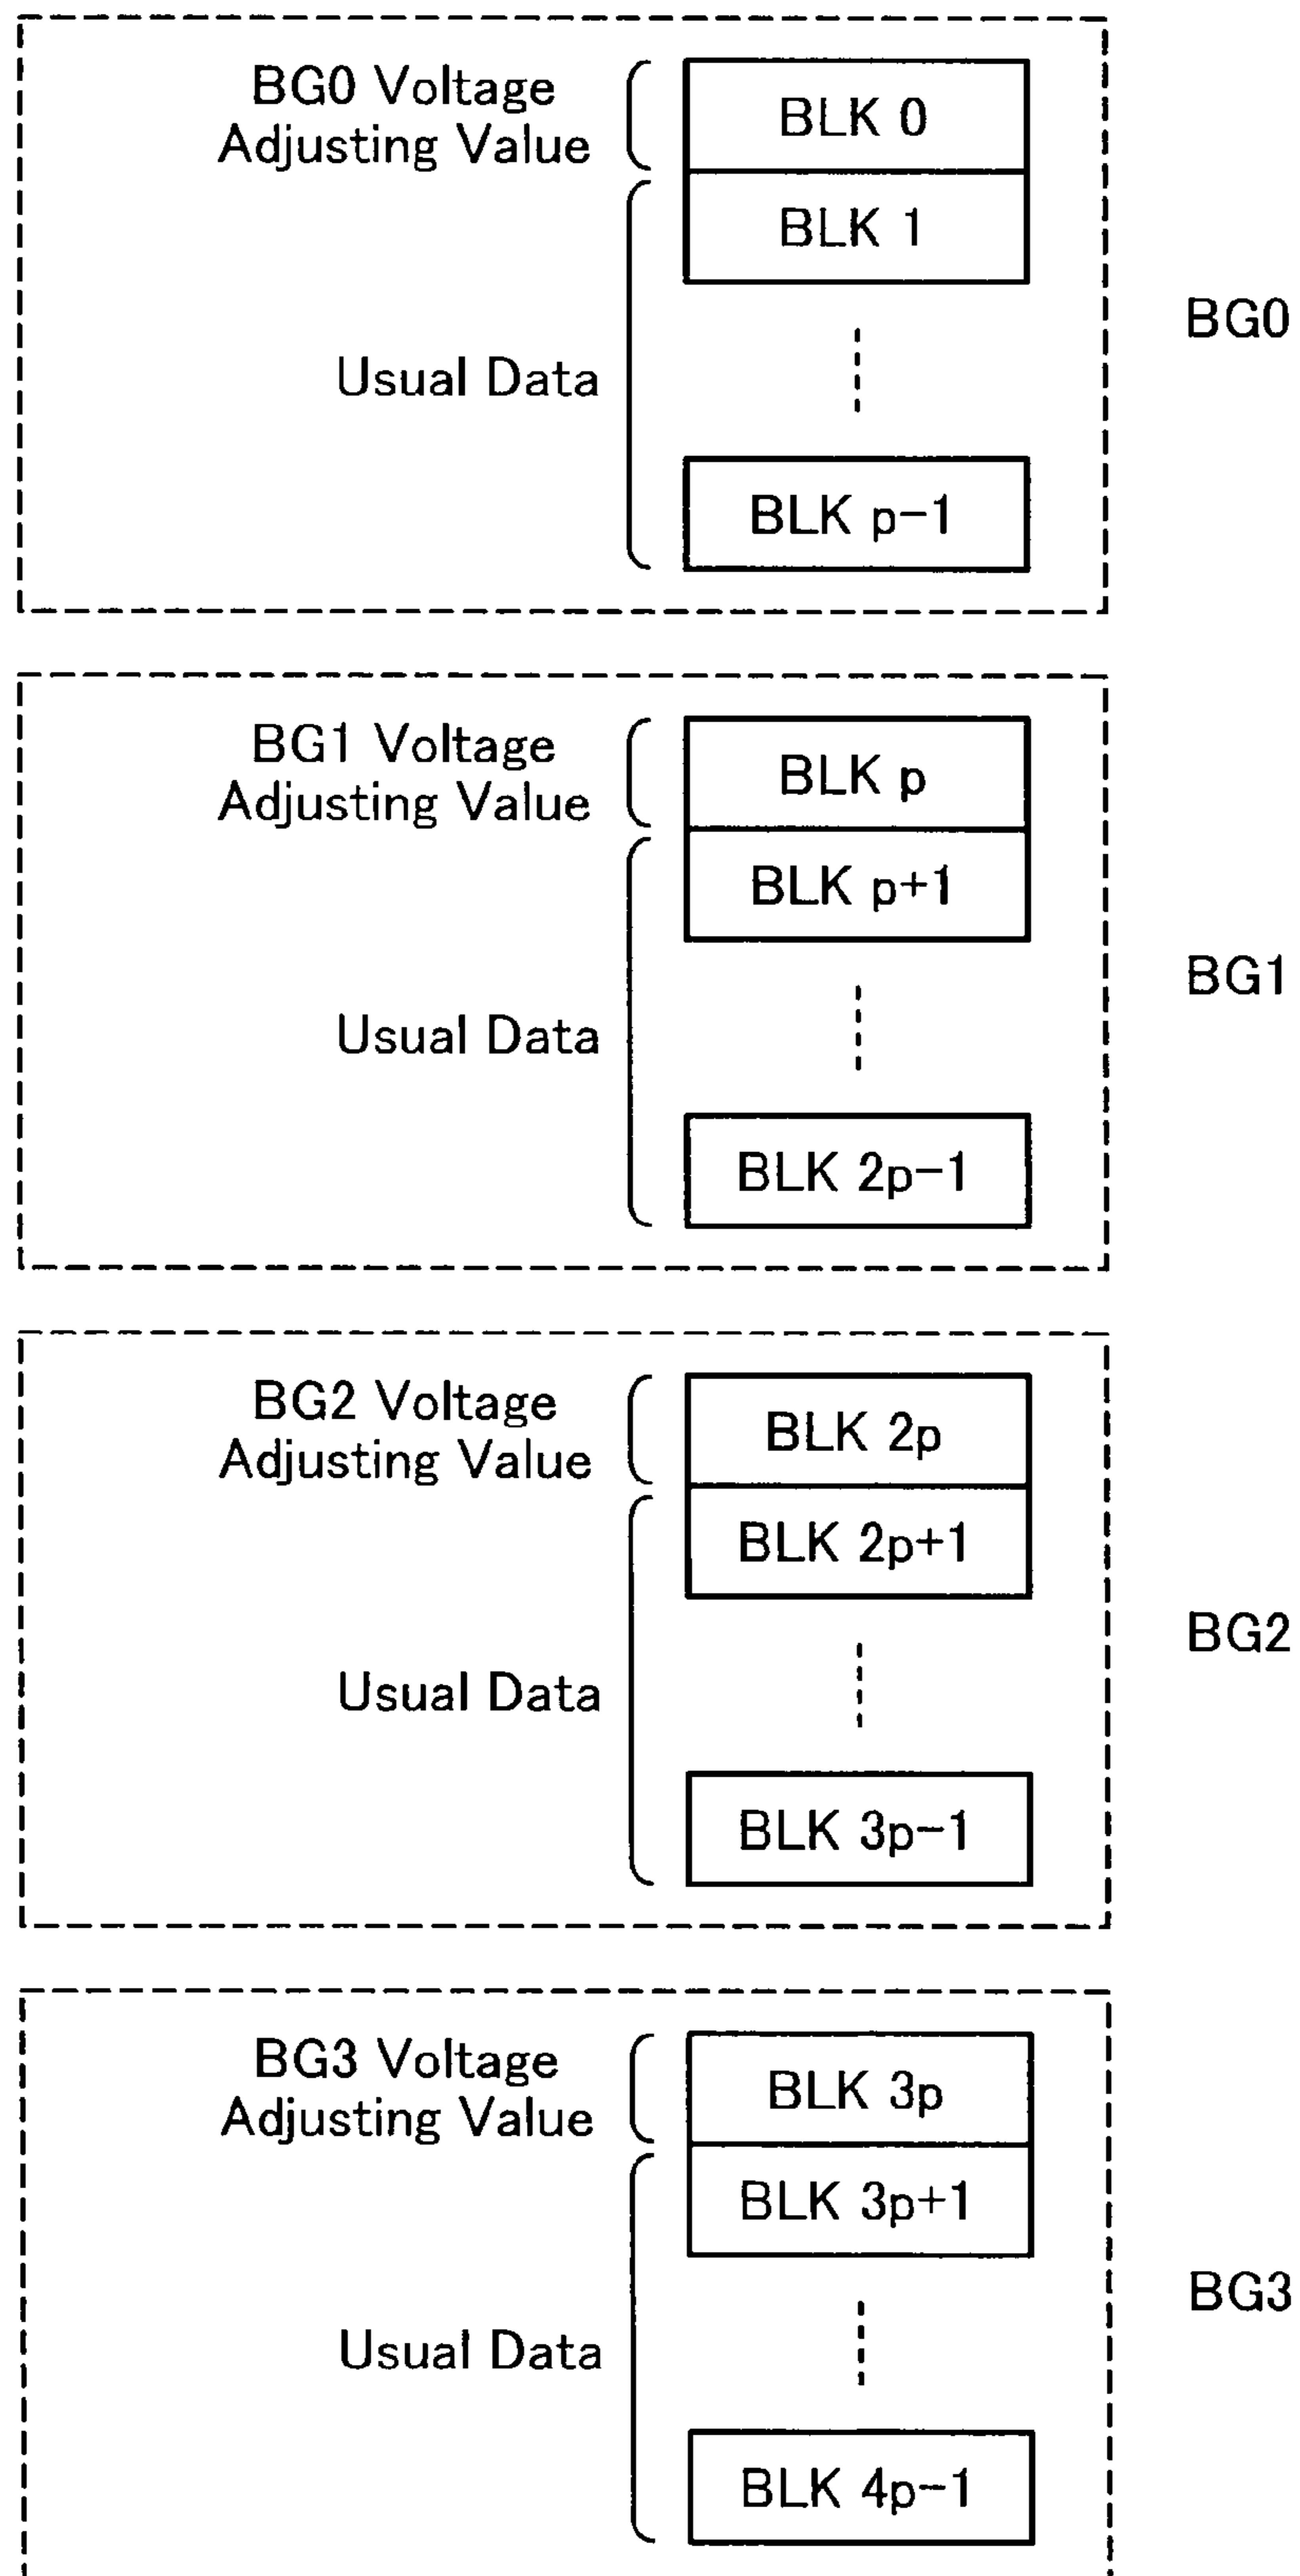 BG0 Voltage
Adjusting Value
BLK 0
BLK 1
Usual Data
BLK p-1
BG0
BG1 Voltage
Adjusting Value
BLK p
BLK p+1
Usual Data
BLK 2p-1
BG1
BG2 Voltage
Adjusting Value
BLK 2p
BLK 2p+1
Usual Data
BLK 3p-1
BG2
BG3 Voltage
Adjusting Value
BLK 3p
BLK 3p+1
Usual Data
BLK 4p-1
BG3